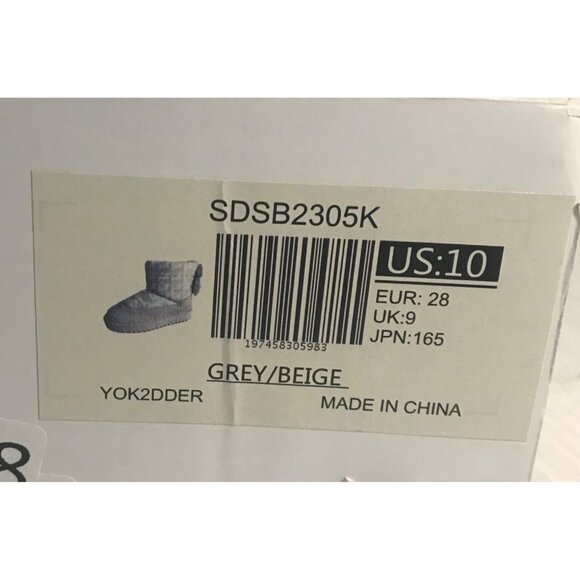 SDSB2305K
US:10
EUR: 28
UK:9
JPN:165
197458305983
GREY/BEIGE
YOK2DDER
MADE IN CHINA
8